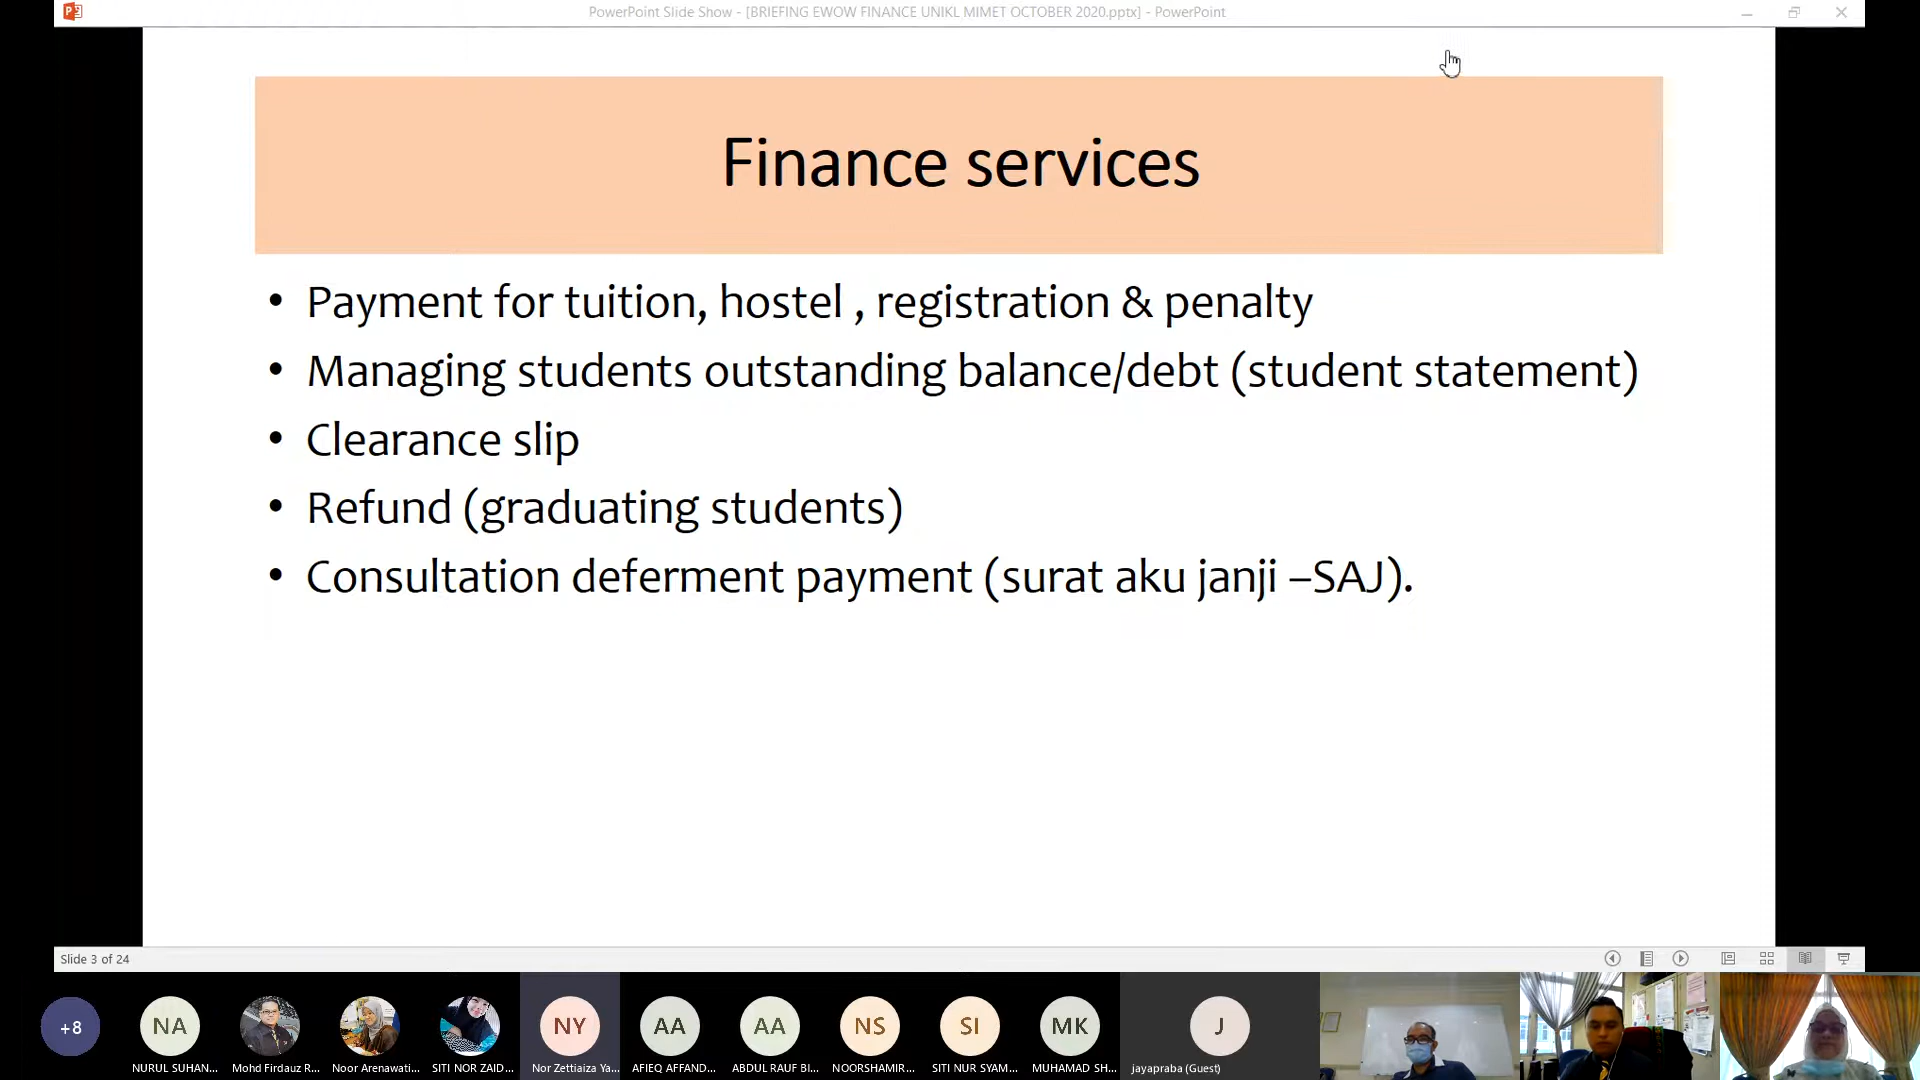 PowerPoint Slide Show - [BRIEFING EWOW FINANCE UNIKL MIMET OCTOBER 2020.pptx] - PowerPoint
Finance services
• Payment for tuition, hostel , registration & penalty
• Managing students outstanding balance/debt (student statement)
• Clearance slip
• Refund (graduating students)
• Consultation deferment payment (surat aku janji –SAJ).
Slide 3 of 24
+8
NA
NY
AA
AA
NS
SI
MK
J
NURUL SUHAN...
Mohd Firdauz R...
Noor Arenawati...
SITI NOR ZAID...
Nor Zettiaiza Ya...
AFIEQ AFFAND...
ABDUL RAUF BI...
NOORSHAMIR...
SITI NUR SYAM...
MUHAMAD SH...
jayapraba (Guest)